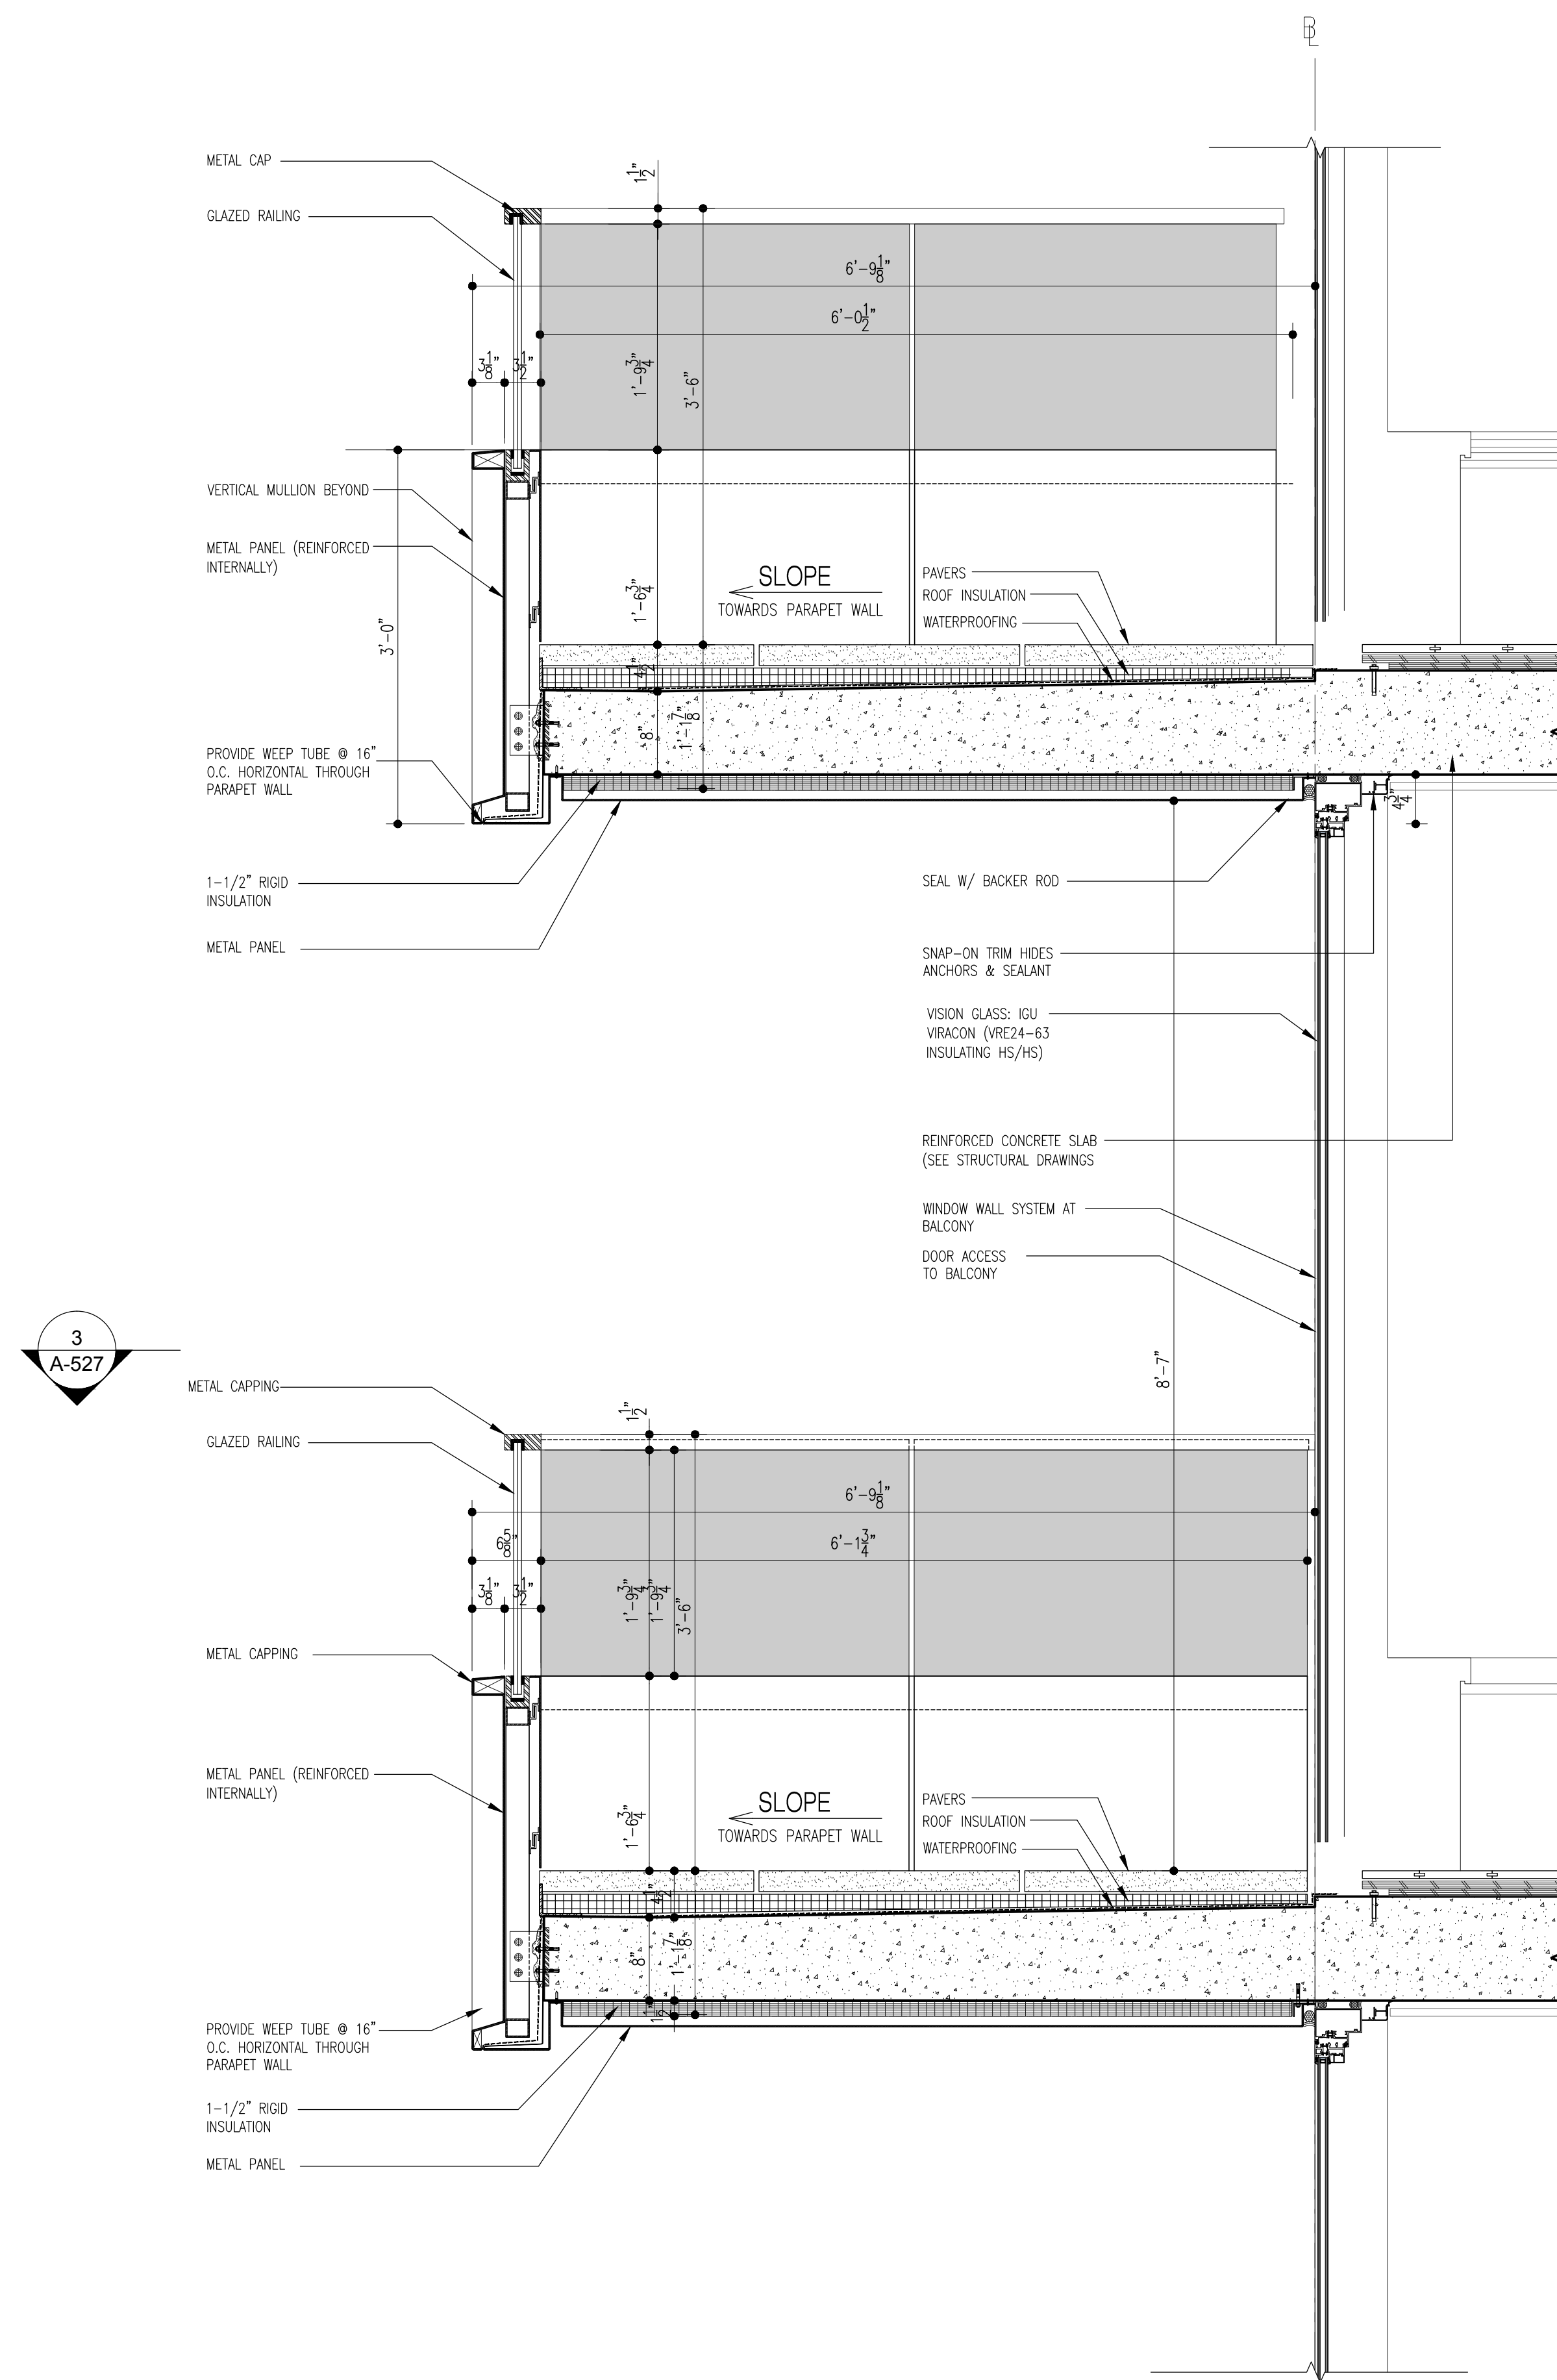 BL
METAL CAP
GLAZED RAILING
1 1/2"
6'-9 1/8"
6'-0 1/2"
3 1/8"
3 1/2"
1'-9 3/4"
3'-6"
VERTICAL MULLION BEYOND
METAL PANEL (REINFORCED
INTERNALLY)
3'-0"
1'-6 3/4"
SLOPE
TOWARDS PARAPET WALL
PAVERS
ROOF INSULATION
WATERPROOFING
4 1/2"
8"
1'-1 7/8"
PROVIDE WEEP TUBE @ 16"
O.C. HORIZONTAL THROUGH
PARAPET WALL
4 3/4"
1-1/2" RIGID
INSULATION
METAL PANEL
SEAL W/ BACKER ROD
SNAP-ON TRIM HIDES
ANCHORS & SEALANT
VISION GLASS: IGU
VIRACON (VRE24-63
INSULATING HS/HS)
REINFORCED CONCRETE SLAB
(SEE STRUCTURAL DRAWINGS
WINDOW WALL SYSTEM AT
BALCONY
DOOR ACCESS
TO BALCONY
8'-7"
3
A-527
METAL CAPPING
GLAZED RAILING
1 1/2"
6'-9 1/8"
6 5/8"
6'-1 3/4"
3 1/8"
3 1/2"
1'-9 3/4"
1'-9 3/4"
3'-6"
METAL CAPPING
METAL PANEL (REINFORCED
INTERNALLY)
1'-6 3/4"
SLOPE
TOWARDS PARAPET WALL
PAVERS
ROOF INSULATION
WATERPROOFING
4 1/2"
8"
1'-1 7/8"
1 1/2"
PROVIDE WEEP TUBE @ 16"
O.C. HORIZONTAL THROUGH
PARAPET WALL
1-1/2" RIGID
INSULATION
METAL PANEL